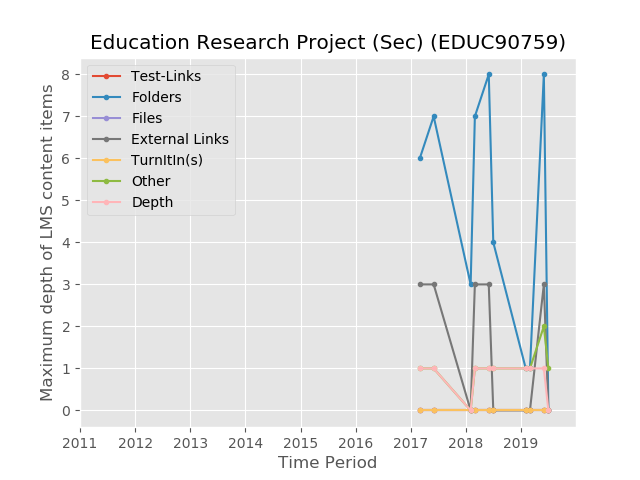 Education Research Project (Sec) (EDUC90759)
Maximum depth of LMS content items
8
7
6
5
4
3
2
1
0
Test-Links
Folders
Files
External Links
TurnItIn(s)
Other
Depth
2011 2012 2013 2014 2015 2016 2017 2018 2019
Time Period